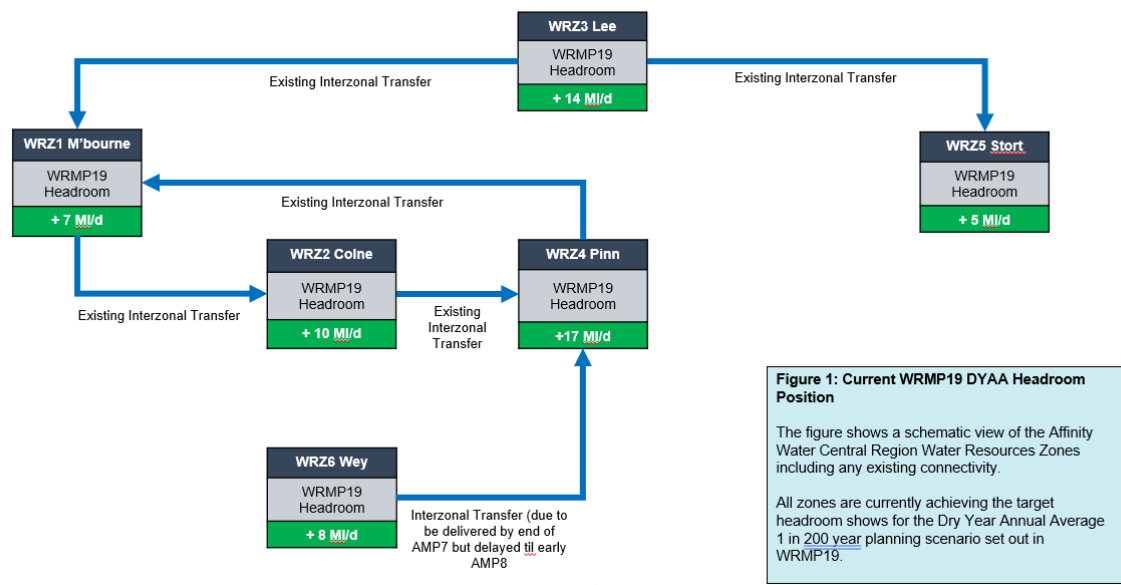 WRZ3 Lee
WRMP19
Headroom
+ 14 Ml/d
Existing Interzonal Transfer
Existing Interzonal Transfer
WRZ1 M'bourne
WRMP19
Headroom
+ 7 Ml/d
WRZ5 Stort
WRMP19
Headroom
+ 5 Ml/d
Existing Interzonal Transfer
WRZ2 Colne
WRMP19
Headroom
+ 10 Ml/d
WRZ4 Pinn
WRMP19
Headroom
+17 Ml/d
Existing Interzonal Transfer
Existing
Interzonal
Transfer
WRZ6 Wey
WRMP19
Headroom
+ 8 Ml/d
Interzonal Transfer (due to
be delivered by end of
AMP7 but delayed til early
AMP8
Figure 1: Current WRMP19 DYAA Headroom
Position
The figure shows a schematic view of the Affinity
Water Central Region Water Resources Zones
including any existing connectivity.
All zones are currently achieving the target
headroom shows for the Dry Year Annual Average
1 in 200 year planning scenario set out in
WRMP19.